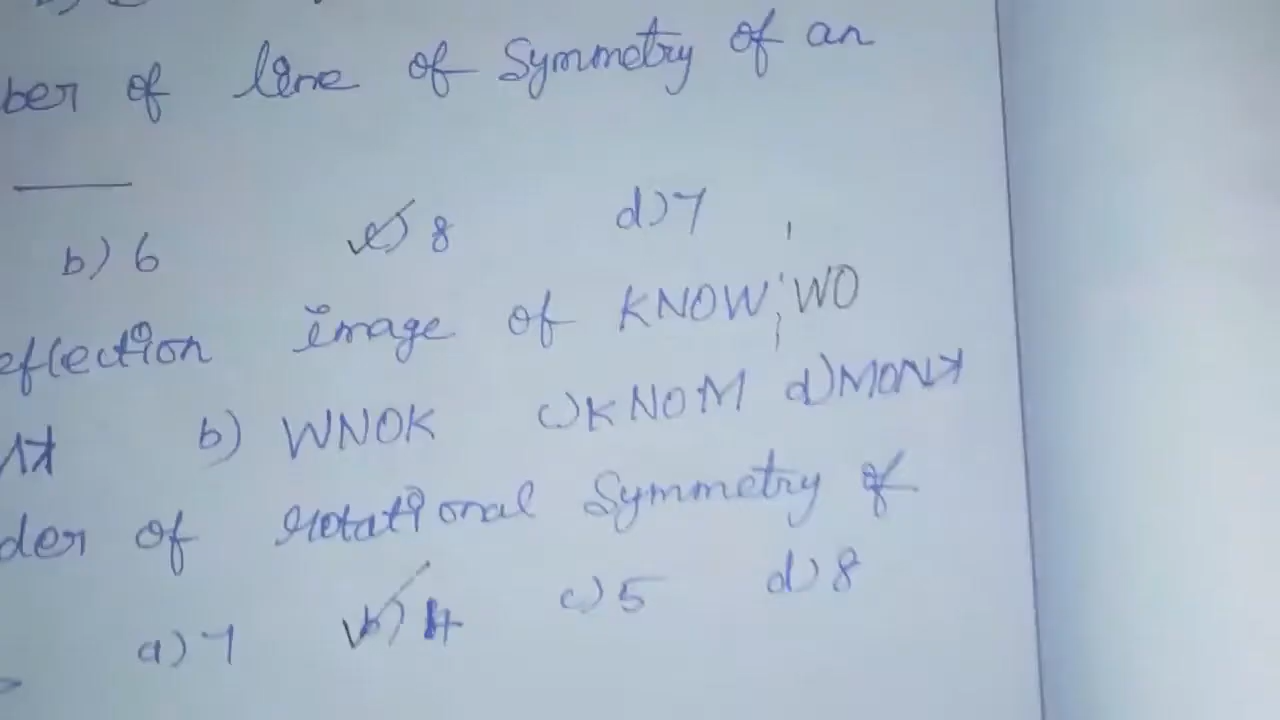 ber of line of Symmetry of an
b) 6 c) 8 d) 7
eflection image of KNOW WO
b) WNOK c) KNOM d) MONK
der of rotational Symmetry of
a) 7 b) 4 c) 5 d) 8